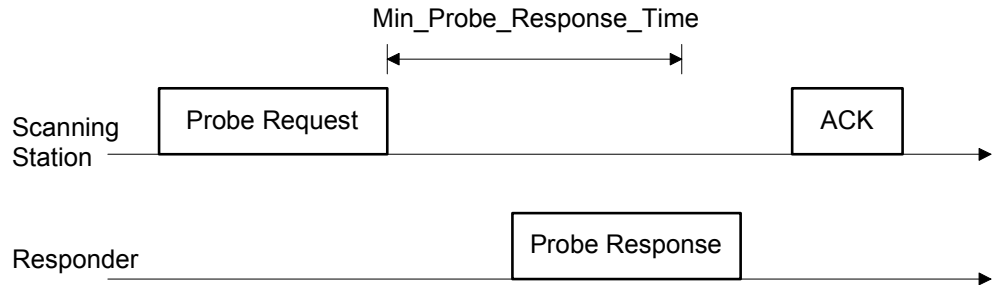 Min_Probe_Response_Time
Probe Request
ACK
Scanning
Station
Probe Response
Responder